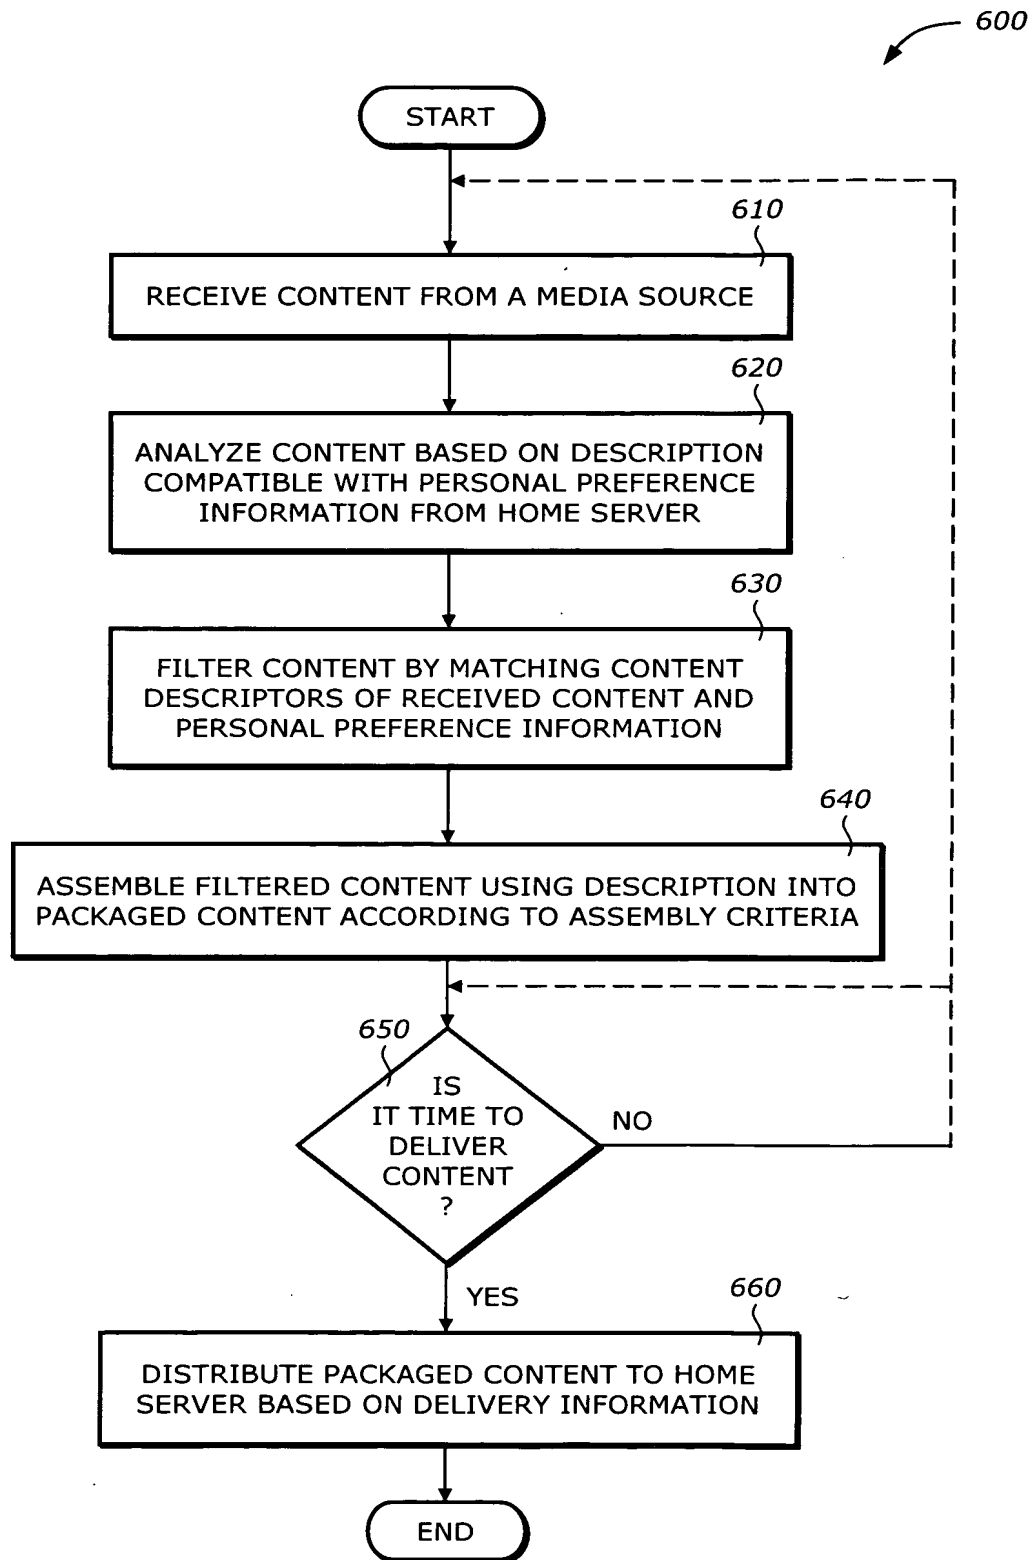 600
START
610
RECEIVE CONTENT FROM A MEDIA SOURCE
620
ANALYZE CONTENT BASED ON DESCRIPTION
COMPATIBLE WITH PERSONAL PREFERENCE
INFORMATION FROM HOME SERVER
630
FILTER CONTENT BY MATCHING CONTENT
DESCRIPTORS OF RECEIVED CONTENT AND
PERSONAL PREFERENCE INFORMATION
640
ASSEMBLE FILTERED CONTENT USING DESCRIPTION INTO
PACKAGED CONTENT ACCORDING TO ASSEMBLY CRITERIA
650
IS
IT TIME TO
DELIVER
CONTENT
?
NO
YES
660
DISTRIBUTE PACKAGED CONTENT TO HOME
SERVER BASED ON DELIVERY INFORMATION
END